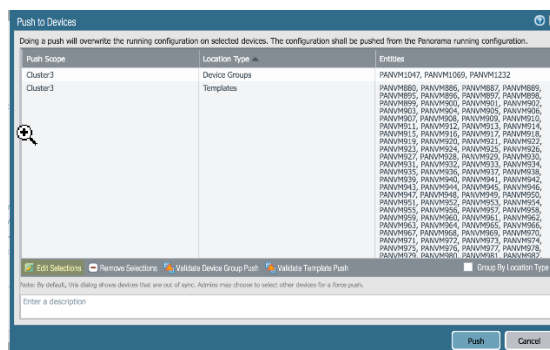 Push to Devices
Doing a push will overwrite the running configuration on selected devices. The configuration shall be pushed from the Panorama running configuration.
Push Scope Location Type Entities
Cluster3 Device Groups PANVM1047, PANVM1069, PANVM1232
Cluster3 Templates PANVM880, PANVM886, PANVM887, PANVM889,
PANVM895, PANVM896, PANVM897, PANVM898,
PANVM899, PANVM900, PANVM901, PANVM902,
PANVM903, PANVM904, PANVM905, PANVM906,
PANVM907, PANVM908, PANVM909, PANVM910,
PANVM911, PANVM912, PANVM913, PANVM914,
PANVM915, PANVM916, PANVM917, PANVM918,
PANVM919, PANVM920, PANVM921, PANVM922,
PANVM923, PANVM924, PANVM925, PANVM926,
PANVM927, PANVM928, PANVM929, PANVM930,
PANVM931, PANVM932, PANVM933, PANVM934,
PANVM935, PANVM936, PANVM937, PANVM938,
PANVM939, PANVM940, PANVM941, PANVM942,
PANVM943, PANVM944, PANVM945, PANVM946,
PANVM947, PANVM948, PANVM949, PANVM950,
PANVM951, PANVM952, PANVM953, PANVM954,
PANVM955, PANVM956, PANVM957, PANVM958,
PANVM959, PANVM960, PANVM961, PANVM962,
PANVM963, PANVM964, PANVM965, PANVM966,
PANVM967, PANVM968, PANVM969, PANVM970,
PANVM971, PANVM972, PANVM973, PANVM974,
PANVM975, PANVM976, PANVM977, PANVM978,
PANVM979, PANVM980, PANVM981, PANVM982,
Edit Selections Remove Selections Validate Device Group Push Validate Template Push Group By Location Type
Note: By default, this dialog shows devices that are out of sync. Admins may choose to select other devices for a force push.
Enter a description
Push Cancel